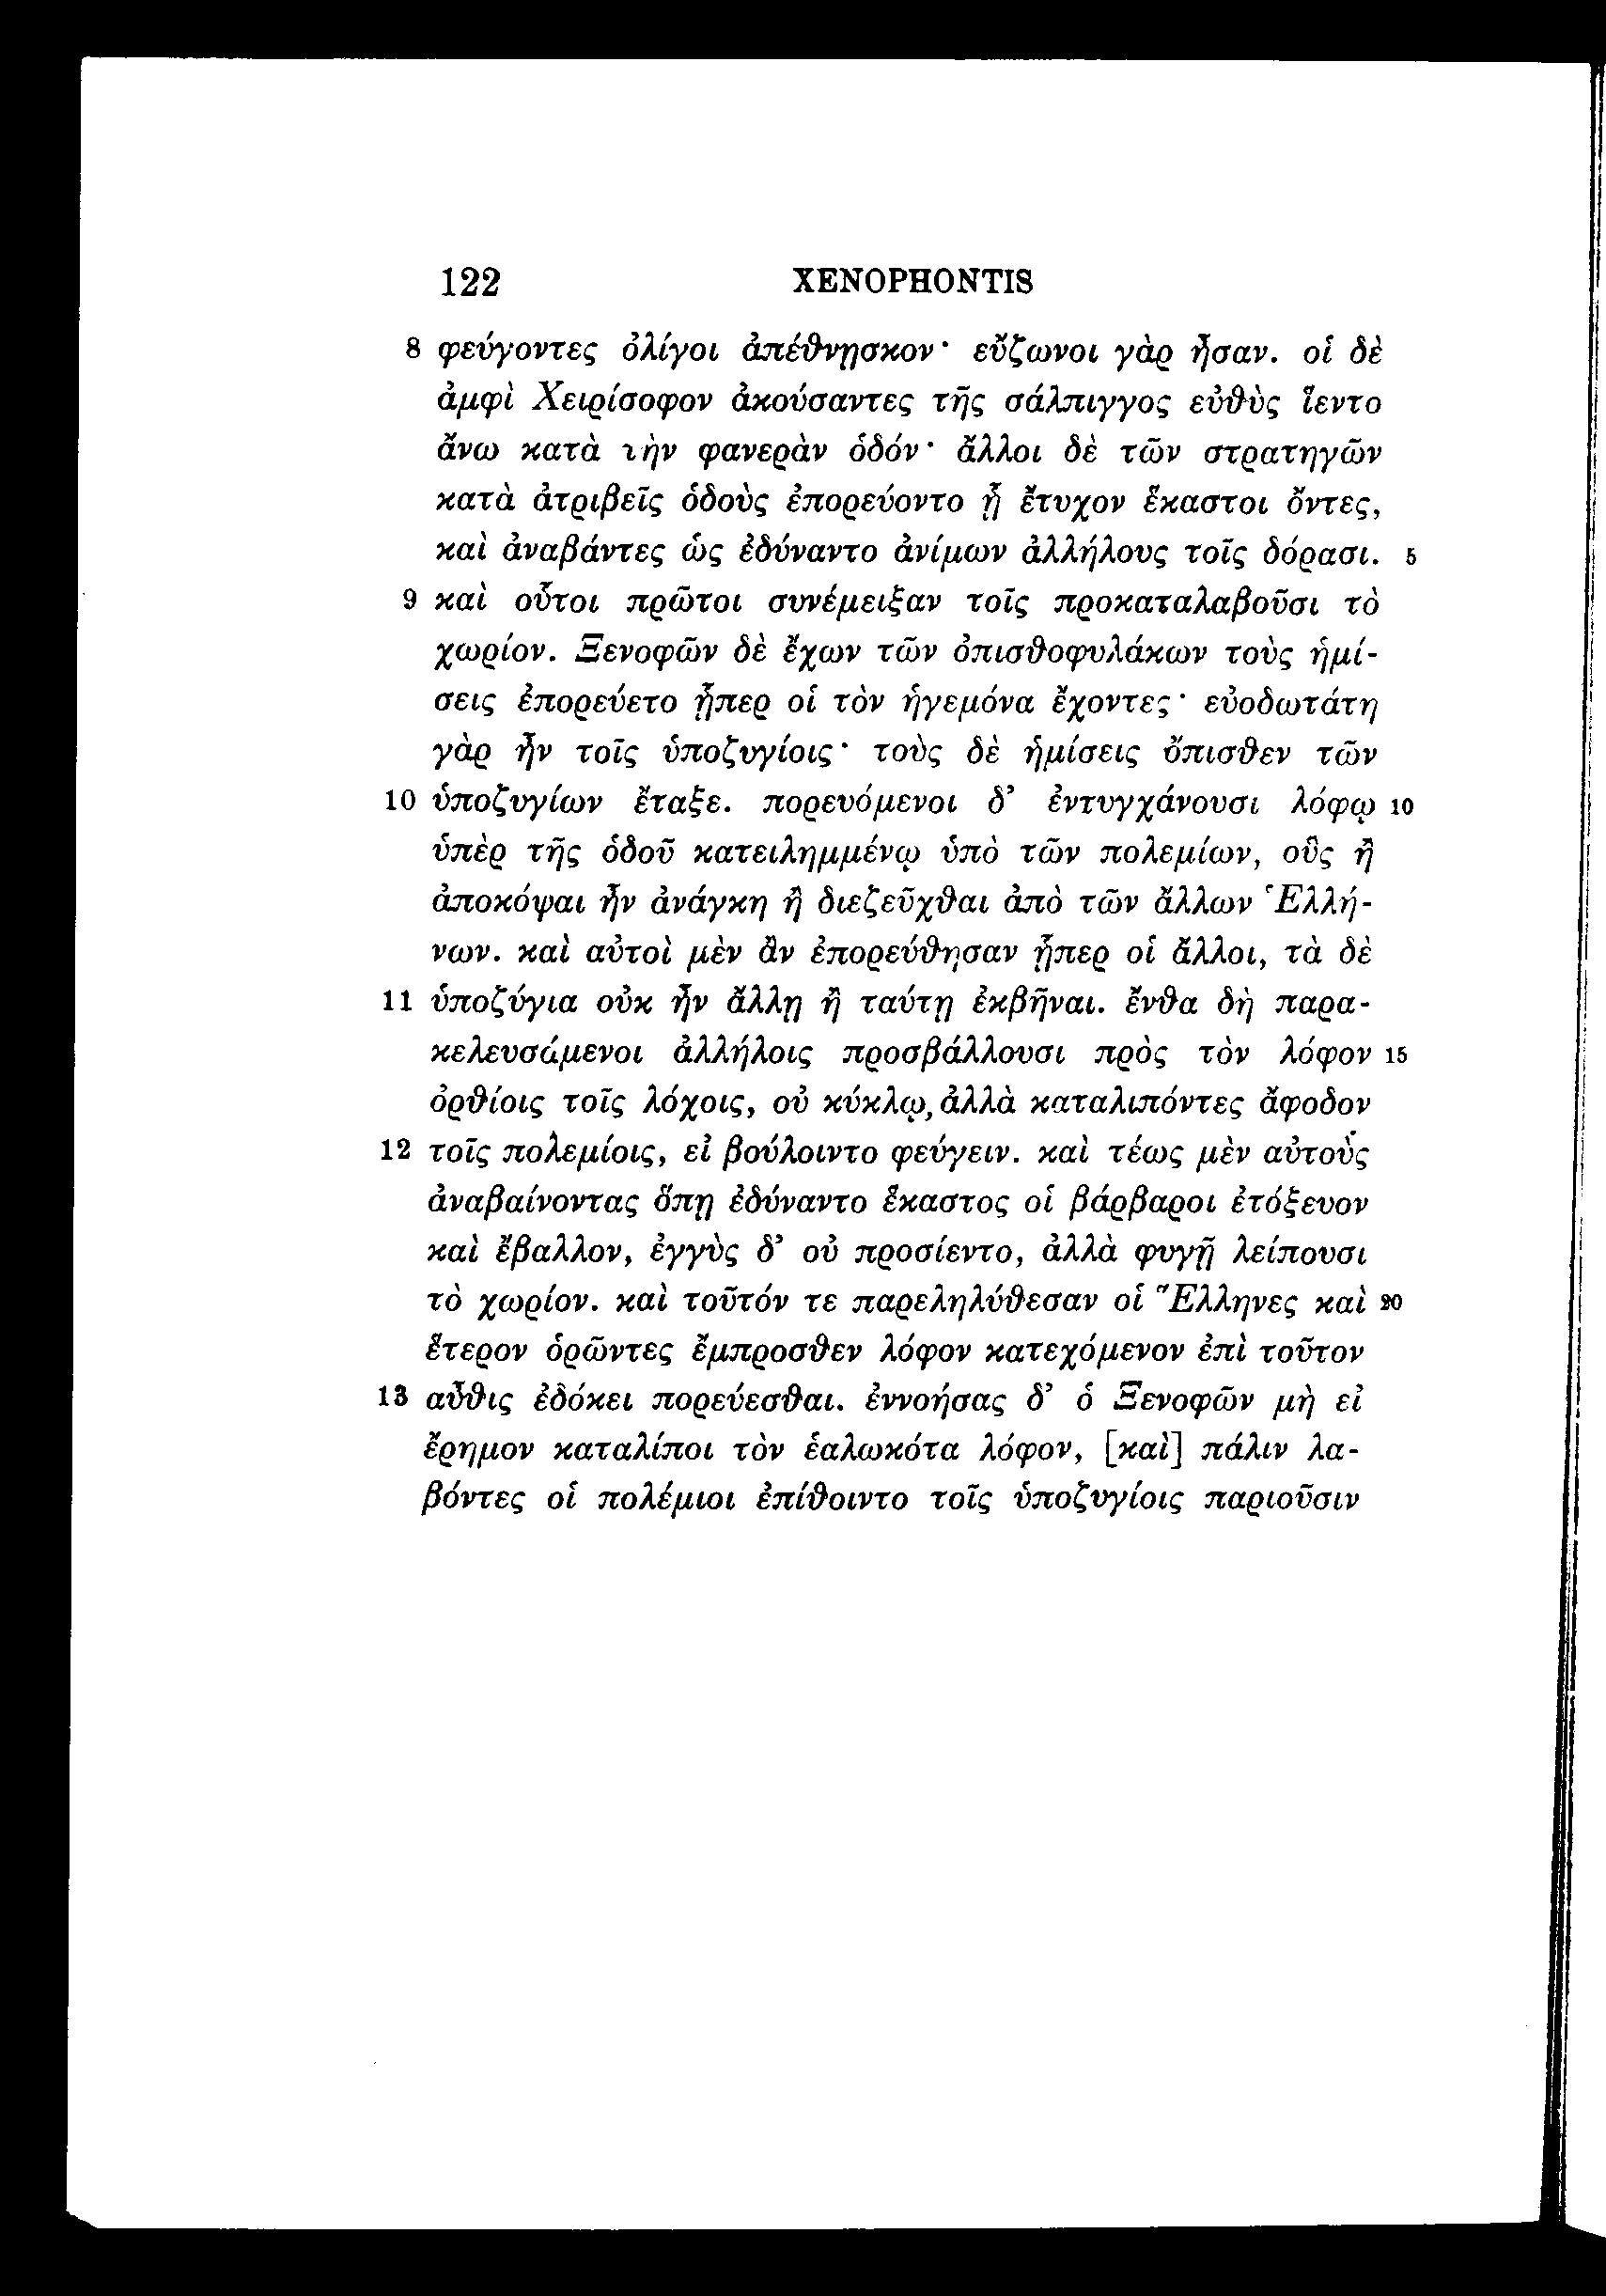 122 XENOPHONTIS
8 φεύγοντες ὀλίγοι ἀπέθνῃσκον· εὔζωνοι γὰρ ἦσαν. οἱ δὲ
ἀμφὶ Χειρίσοφον ἀκούσαντες τῆς σάλπιγγος εὐθὺς ἵεντο
ἄνω κατὰ τὴν φανερὰν ὁδόν· ἄλλοι δὲ τῶν στρατηγῶν
κατὰ ἀτριβεῖς ὁδοὺς ἐπορεύοντο ᾗ ἔτυχον ἕκαστοι ὄντες,
καὶ ἀναβάντες ὡς ἐδύναντο ἀνίμων ἀλλήλους τοῖς δόρασι. 5
9 καὶ οὗτοι πρῶτοι συνέμειξαν τοῖς προκαταλαβοῦσι τὸ
χωρίον. Ξενοφῶν δὲ ἔχων τῶν ὀπισθοφυλάκων τοὺς ἡμί-
σεις ἐπορεύετο ᾗπερ οἱ τὸν ἡγεμόνα ἔχοντες· εὐοδωτάτη
γὰρ ἦν τοῖς ὑποζυγίοις· τοὺς δὲ ἡμίσεις ὄπισθεν τῶν
10 ὑποζυγίων ἔταξε. πορευόμενοι δ’ ἐντυγχάνουσι λόφῳ 10
ὑπὲρ τῆς ὁδοῦ κατειλημμένῳ ὑπὸ τῶν πολεμίων, οὓς ἢ
ἀποκόψαι ἦν ἀνάγκη ἢ διεζεῦχθαι ἀπὸ τῶν ἄλλων Ἑλλή-
νων. καὶ αὐτοὶ μὲν ἂν ἐπορεύθησαν ᾗπερ οἱ ἄλλοι, τὰ δὲ
11 ὑποζύγια οὐκ ἦν ἄλλῃ ἢ ταύτῃ ἐκβῆναι. ἔνθα δὴ παρα-
κελευσάμενοι ἀλλήλοις προσβάλλουσι πρὸς τὸν λόφον 15
ὀρθίοις τοῖς λόχοις, οὐ κύκλῳ, ἀλλὰ καταλιπόντες ἄφοδον
12 τοῖς πολεμίοις, εἰ βούλοιντο φεύγειν. καὶ τέως μὲν αὐτοὺς
ἀναβαίνοντας ὅπῃ ἐδύναντο ἕκαστος οἱ βάρβαροι ἐτόξευον
καὶ ἔβαλλον, ἐγγὺς δ’ οὐ προσίεντο, ἀλλὰ φυγῇ λείπουσι
τὸ χωρίον. καὶ τοῦτόν τε παρεληλύθεσαν οἱ Ἕλληνες καὶ 20
ἕτερον ὁρῶντες ἔμπροσθεν λόφον κατεχόμενον ἐπὶ τοῦτον
13 αὖθις ἐδόκει πορεύεσθαι. ἐννοήσας δ’ ὁ Ξενοφῶν μὴ εἰ
ἔρημον καταλίποι τὸν ἑαλωκότα λόφον, [καὶ] πάλιν λα-
βόντες οἱ πολέμιοι ἐπίθοιντο τοῖς ὑποζυγίοις παριοῦσιν